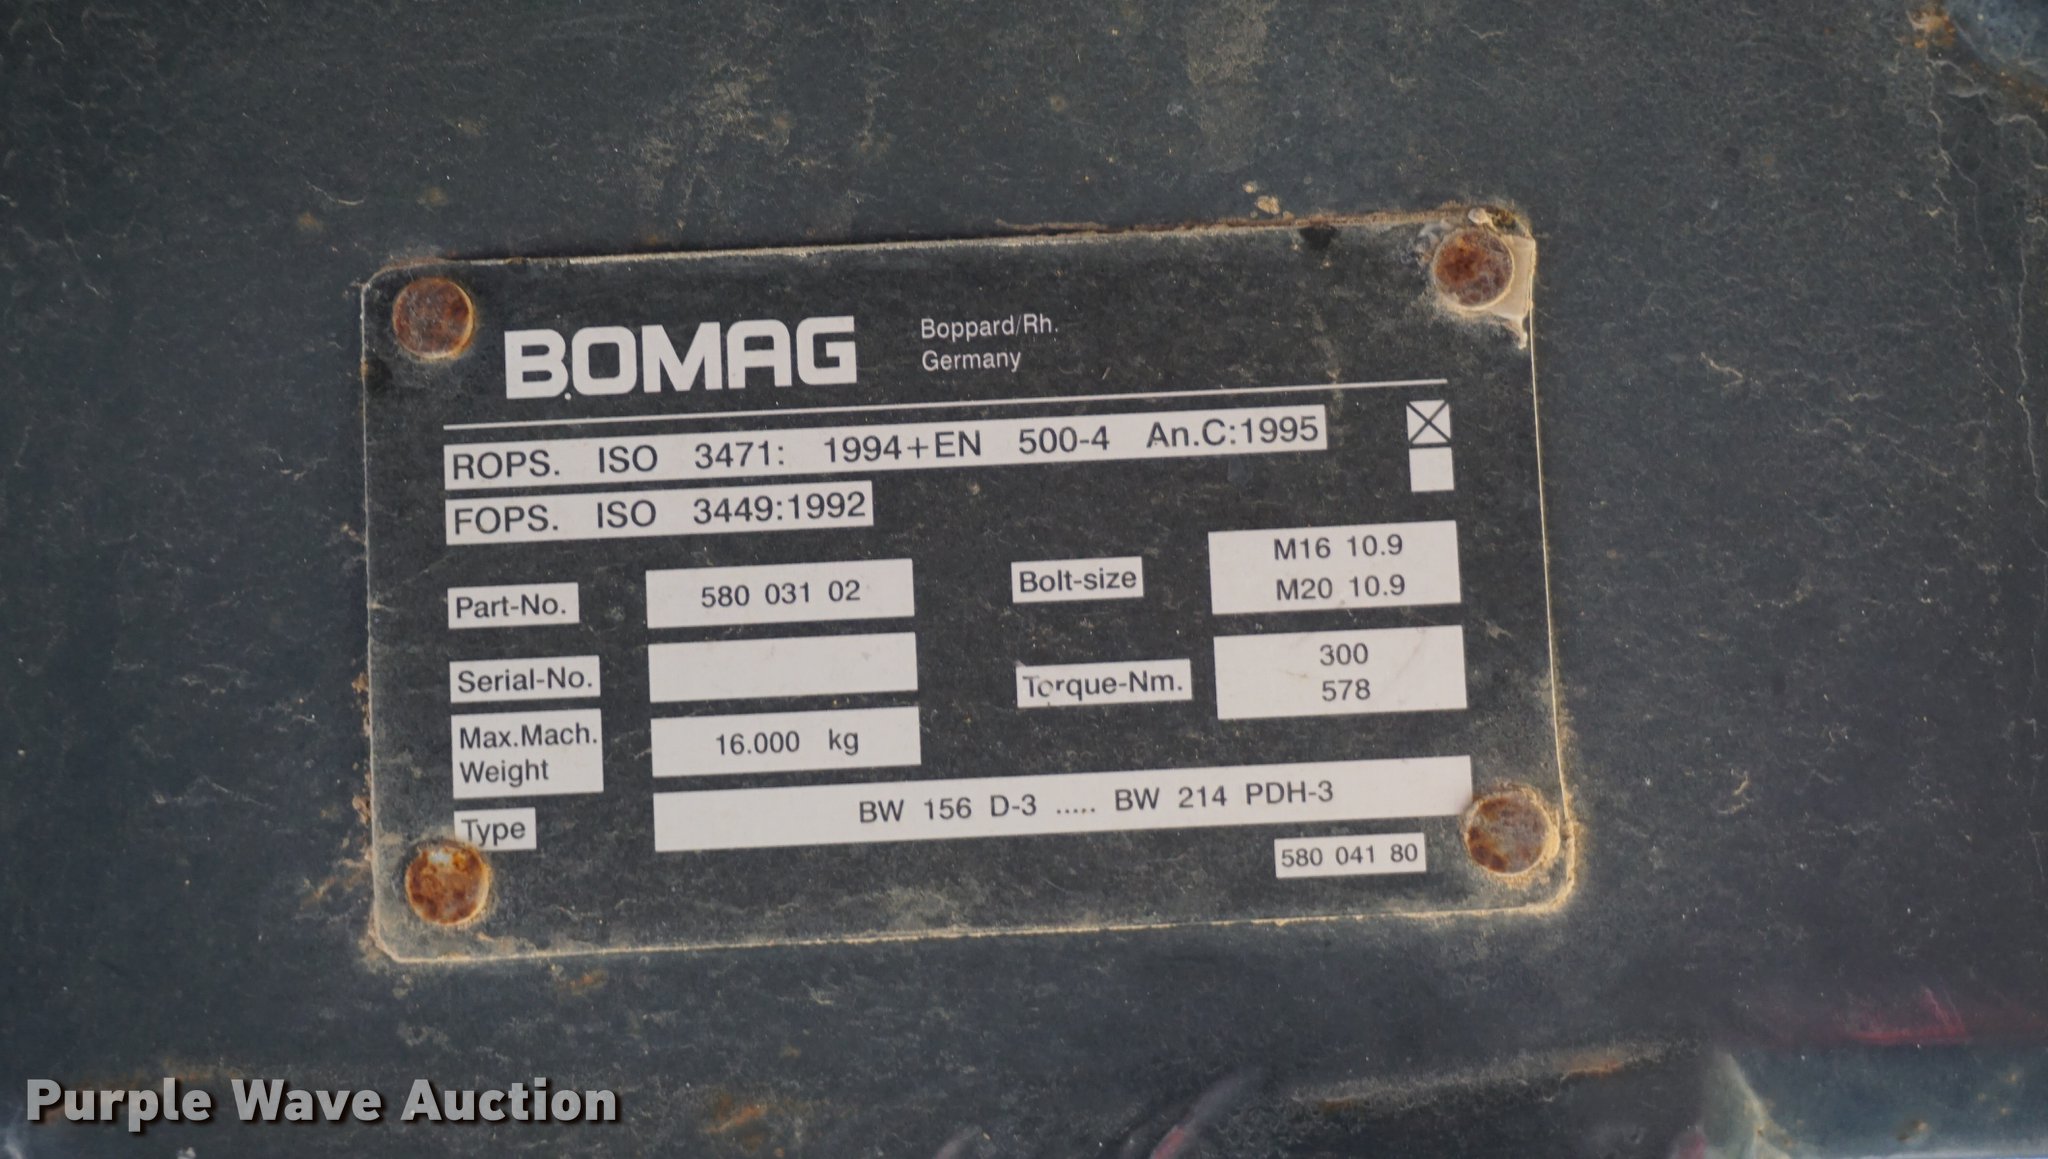 BOMAG
Boppard/Rh.
Germany
ROPS. ISO 3471: 1994+EN 500-4 An.C:1995
FOPS. ISO 3449:1992
Part-No. 580 031 02
Bolt-size M16 10.9
M20 10.9
Serial-No.
Torque-Nm. 300
578
Max.Mach.
Weight
16.000 kg
Type BW 156 D-3 ..... BW 214 PDH-3
580 041 80
Purple Wave Auction